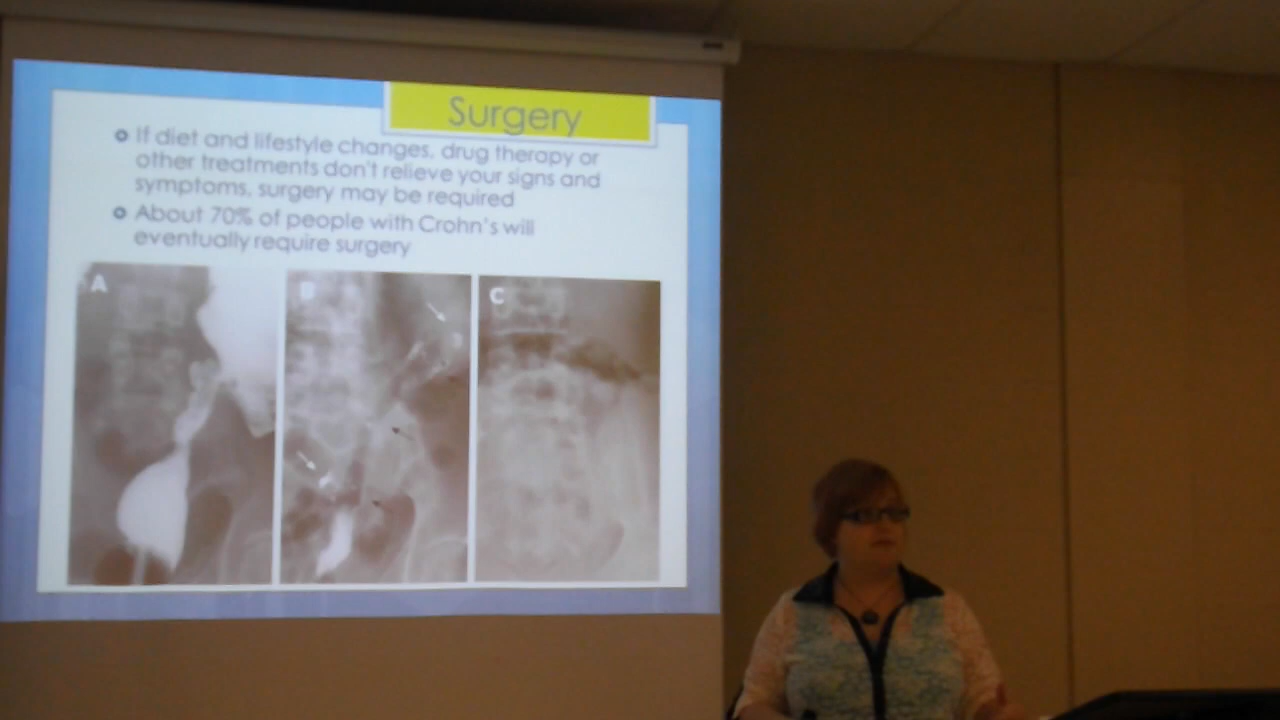 Surgery
If diet and lifestyle changes, drug therapy or
other treatments don't relieve your signs and
symptoms, surgery may be required
About 70% of people with Crohn's will
eventually require surgery
A
B
C